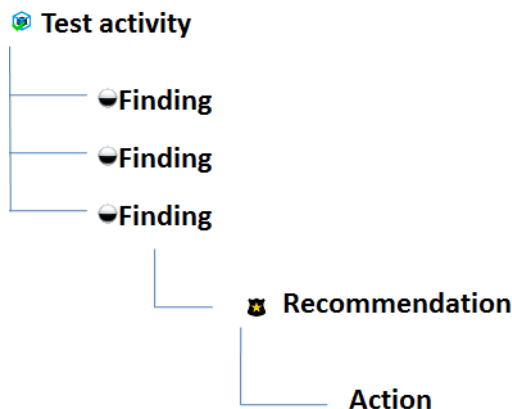 Test activity
Finding
Finding
Finding
Recommendation
Action